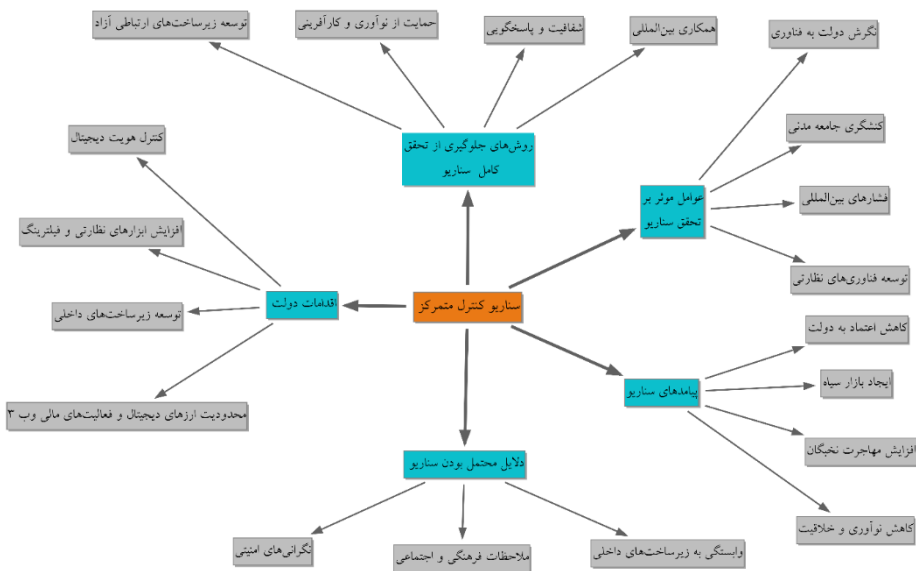 توسعه زیرساخت‌های ارتباطی آزاد
حمایت از نوآوری و کارآفرینی
شفافیت و پاسخگویی
همکاری بین‌المللی
روش‌های جلوگیری از تحقق
کامل سناریو
نگرش دولت به فناوری
کنشگری جامعه مدنی
فشارهای بین‌المللی
توسعه فناوری‌های نظارتی
عوامل موثر بر
تحقق سناریو
کنترل هویت دیجیتال
افزایش ابزارهای نظارتی و فیلترینگ
توسعه زیرساخت‌های داخلی
محدودیت ارزهای دیجیتال و فعالیت‌های مالی وب ۳
اقدامات دولت
سناریو کنترل متمرکز
پیامدهای سناریو
کاهش اعتماد به دولت
ایجاد بازار سیاه
افزایش مهاجرت نخبگان
کاهش نوآوری و خلاقیت
دلایل محتمل بودن سناریو
نگرانی‌های امنیتی
ملاحظات فرهنگی و اجتماعی
وابستگی به زیرساخت‌های داخلی